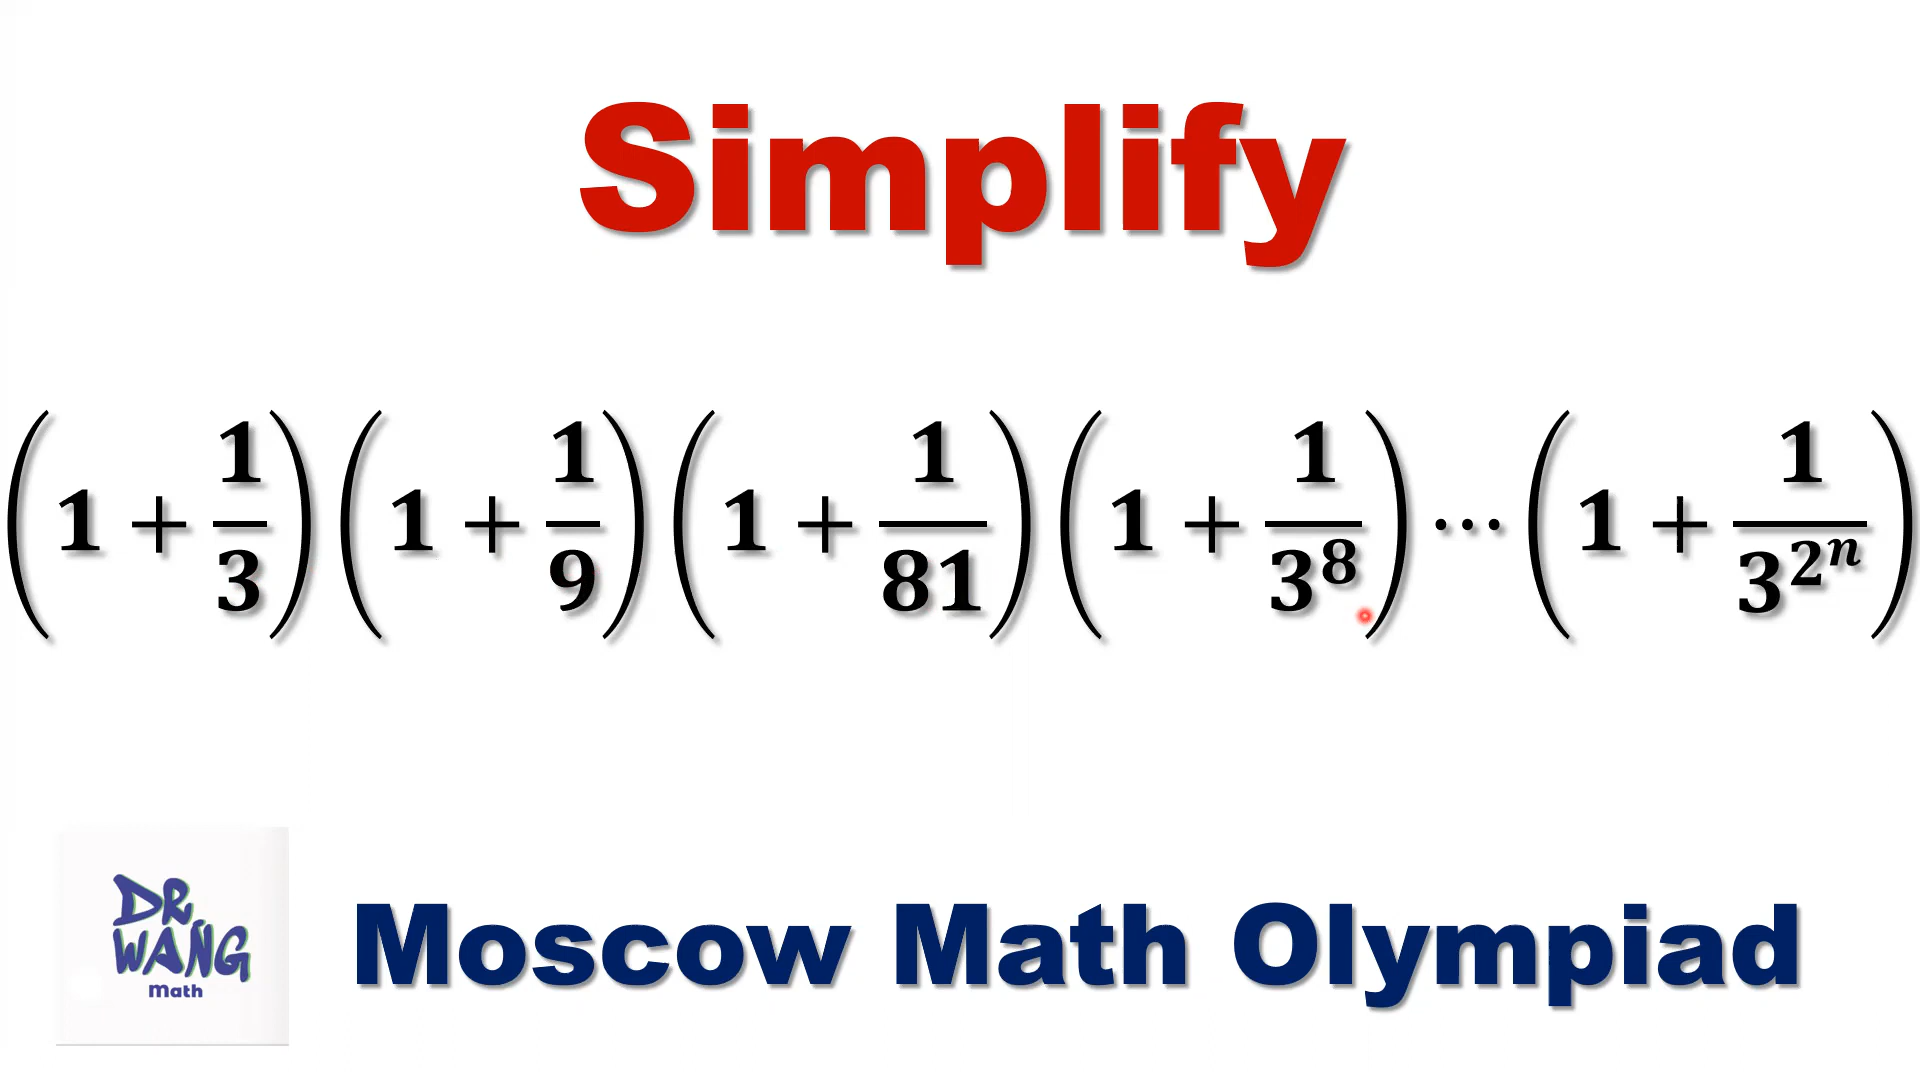 Simplify
(1 + 1/3)(1 + 1/9)(1 + 1/81)(1 + 1/3^8)⋯(1 + 1/3^{2^n})
DR.
WANG
Math
Moscow Math Olympiad